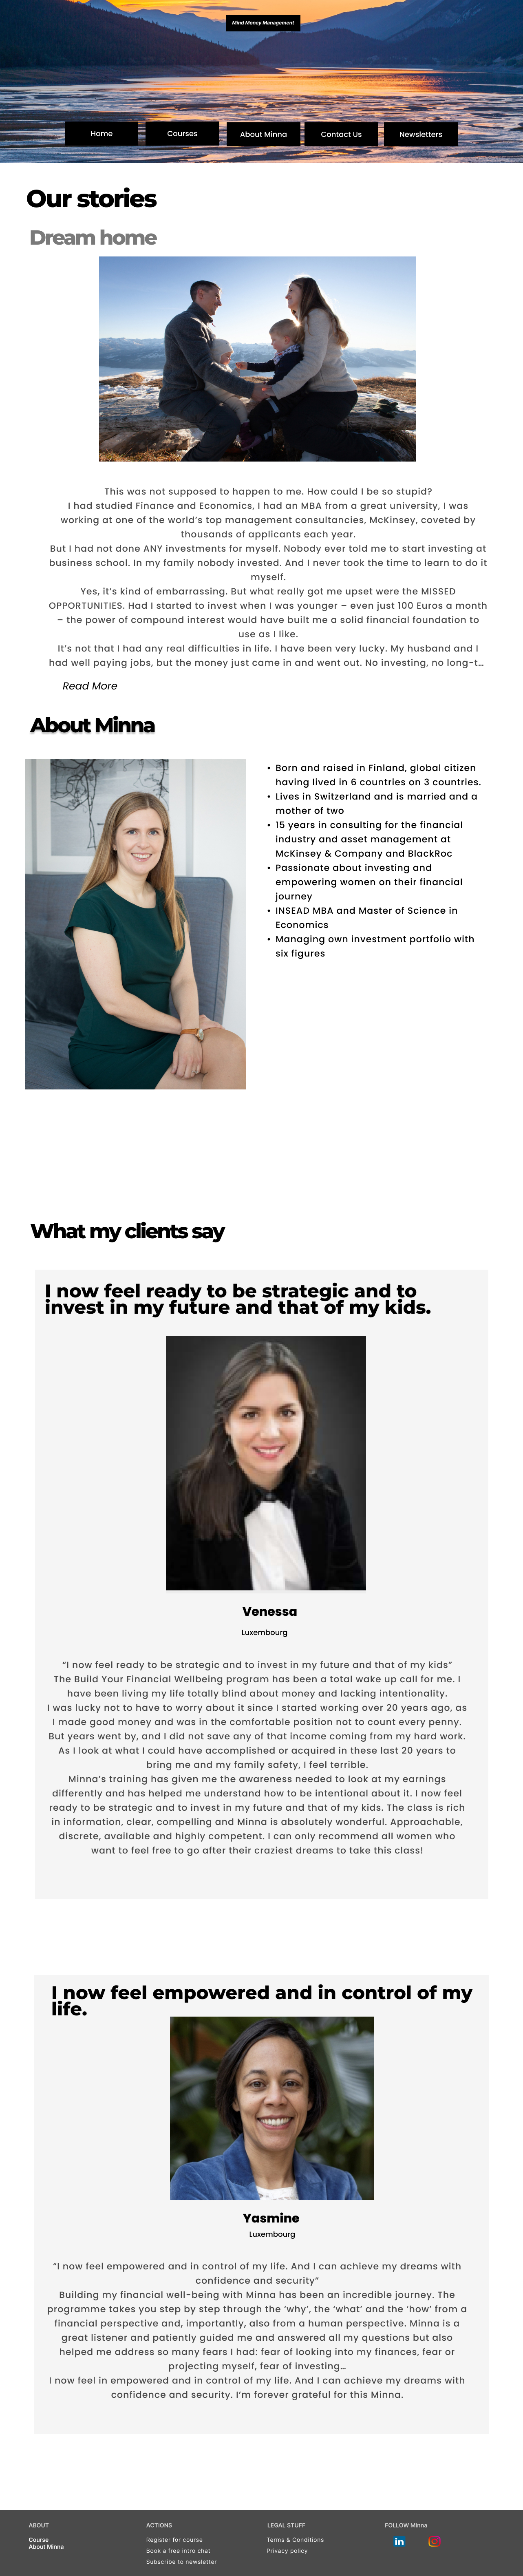 Mind Money Management
Home
Courses
About Minna
Contact Us
Newsletters
Our stories
Dream home
This was not supposed to happen to me. How could I be so stupid?
I had studied Finance and Economics, I had an MBA from a great university, I was
working at one of the world's top management consultancies, McKinsey, coveted by
thousands of applicants each year.
But I had not done ANY investments for myself. Nobody ever told me to start investing at
business school. In my family nobody invested. And I never took the time to learn to do it
myself.
Yes, it's kind of embarrassing. But what really got me upset were the MISSED
OPPORTUNITIES. Had I started to invest when I was younger – even just 100 Euros a month
– the power of compound interest would have built me a solid financial foundation to
use as I like.
It's not that I had any real difficulties in life. I have been very lucky. My husband and I
had well paying jobs, but the money just came in and went out. No investing, no long-t...
Read More
About Minna
• Born and raised in Finland, global citizen
having lived in 6 countries on 3 countries.
• Lives in Switzerland and is married and a
mother of two
• 15 years in consulting for the financial
industry and asset management at
McKinsey & Company and BlackRoc
• Passionate about investing and
empowering women on their financial
journey
• INSEAD MBA and Master of Science in
Economics
• Managing own investment portfolio with
six figures
What my clients say
I now feel ready to be strategic and to
invest in my future and that of my kids.
Venessa
Luxembourg
“I now feel ready to be strategic and to invest in my future and that of my kids”
The Build Your Financial Wellbeing program has been a total wake up call for me. I
have been living my life totally blind about money and lacking intentionality.
I was lucky not to have to worry about it since I started working over 20 years ago, as
I made good money and was in the comfortable position not to count every penny.
But years went by, and I did not save any of that income coming from my hard work.
As I look at what I could have accomplished or acquired in these last 20 years to
bring me and my family safety, I feel terrible.
Minna’s training has given me the awareness needed to look at my earnings
differently and has helped me understand how to be intentional about it. I now feel
ready to be strategic and to invest in my future and that of my kids. The class is rich
in information, clear, compelling and Minna is absolutely wonderful. Approachable,
discrete, available and highly competent. I can only recommend all women who
want to feel free to go after their craziest dreams to take this class!
I now feel empowered and in control of my
life.
Yasmine
Luxembourg
“I now feel empowered and in control of my life. And I can achieve my dreams with
confidence and security”
Building my financial well-being with Minna has been an incredible journey. The
programme takes you step by step through the ‘why’, the ‘what’ and the ‘how’ from a
financial perspective and, importantly, also from a human perspective. Minna is a
great listener and patiently guided me and answered all my questions but also
helped me address so many fears I had: fear of looking into my finances, fear or
projecting myself, fear of investing…
I now feel in empowered and in control of my life. And I can achieve my dreams with
confidence and security. I’m forever grateful for this Minna.
ABOUT
Course
About Minna
ACTIONS
Register for course
Book a free intro chat
Subscribe to newsletter
LEGAL STUFF
Terms & Conditions
Privacy policy
FOLLOW Minna
in